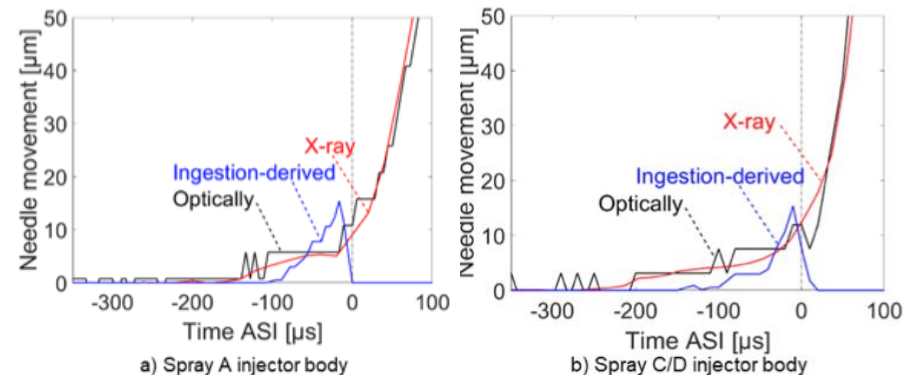 50
40
30
20
10
0
Needle movement [µm]
X-ray
Ingestion-derived
Optically
-300
-200
-100
0
100
Time ASI [µs]
a) Spray A injector body
50
40
30
20
10
0
Needle movement [µm]
X-ray
Ingestion-derived
Optically
-300
-200
-100
0
100
Time ASI [µs]
b) Spray C/D injector body